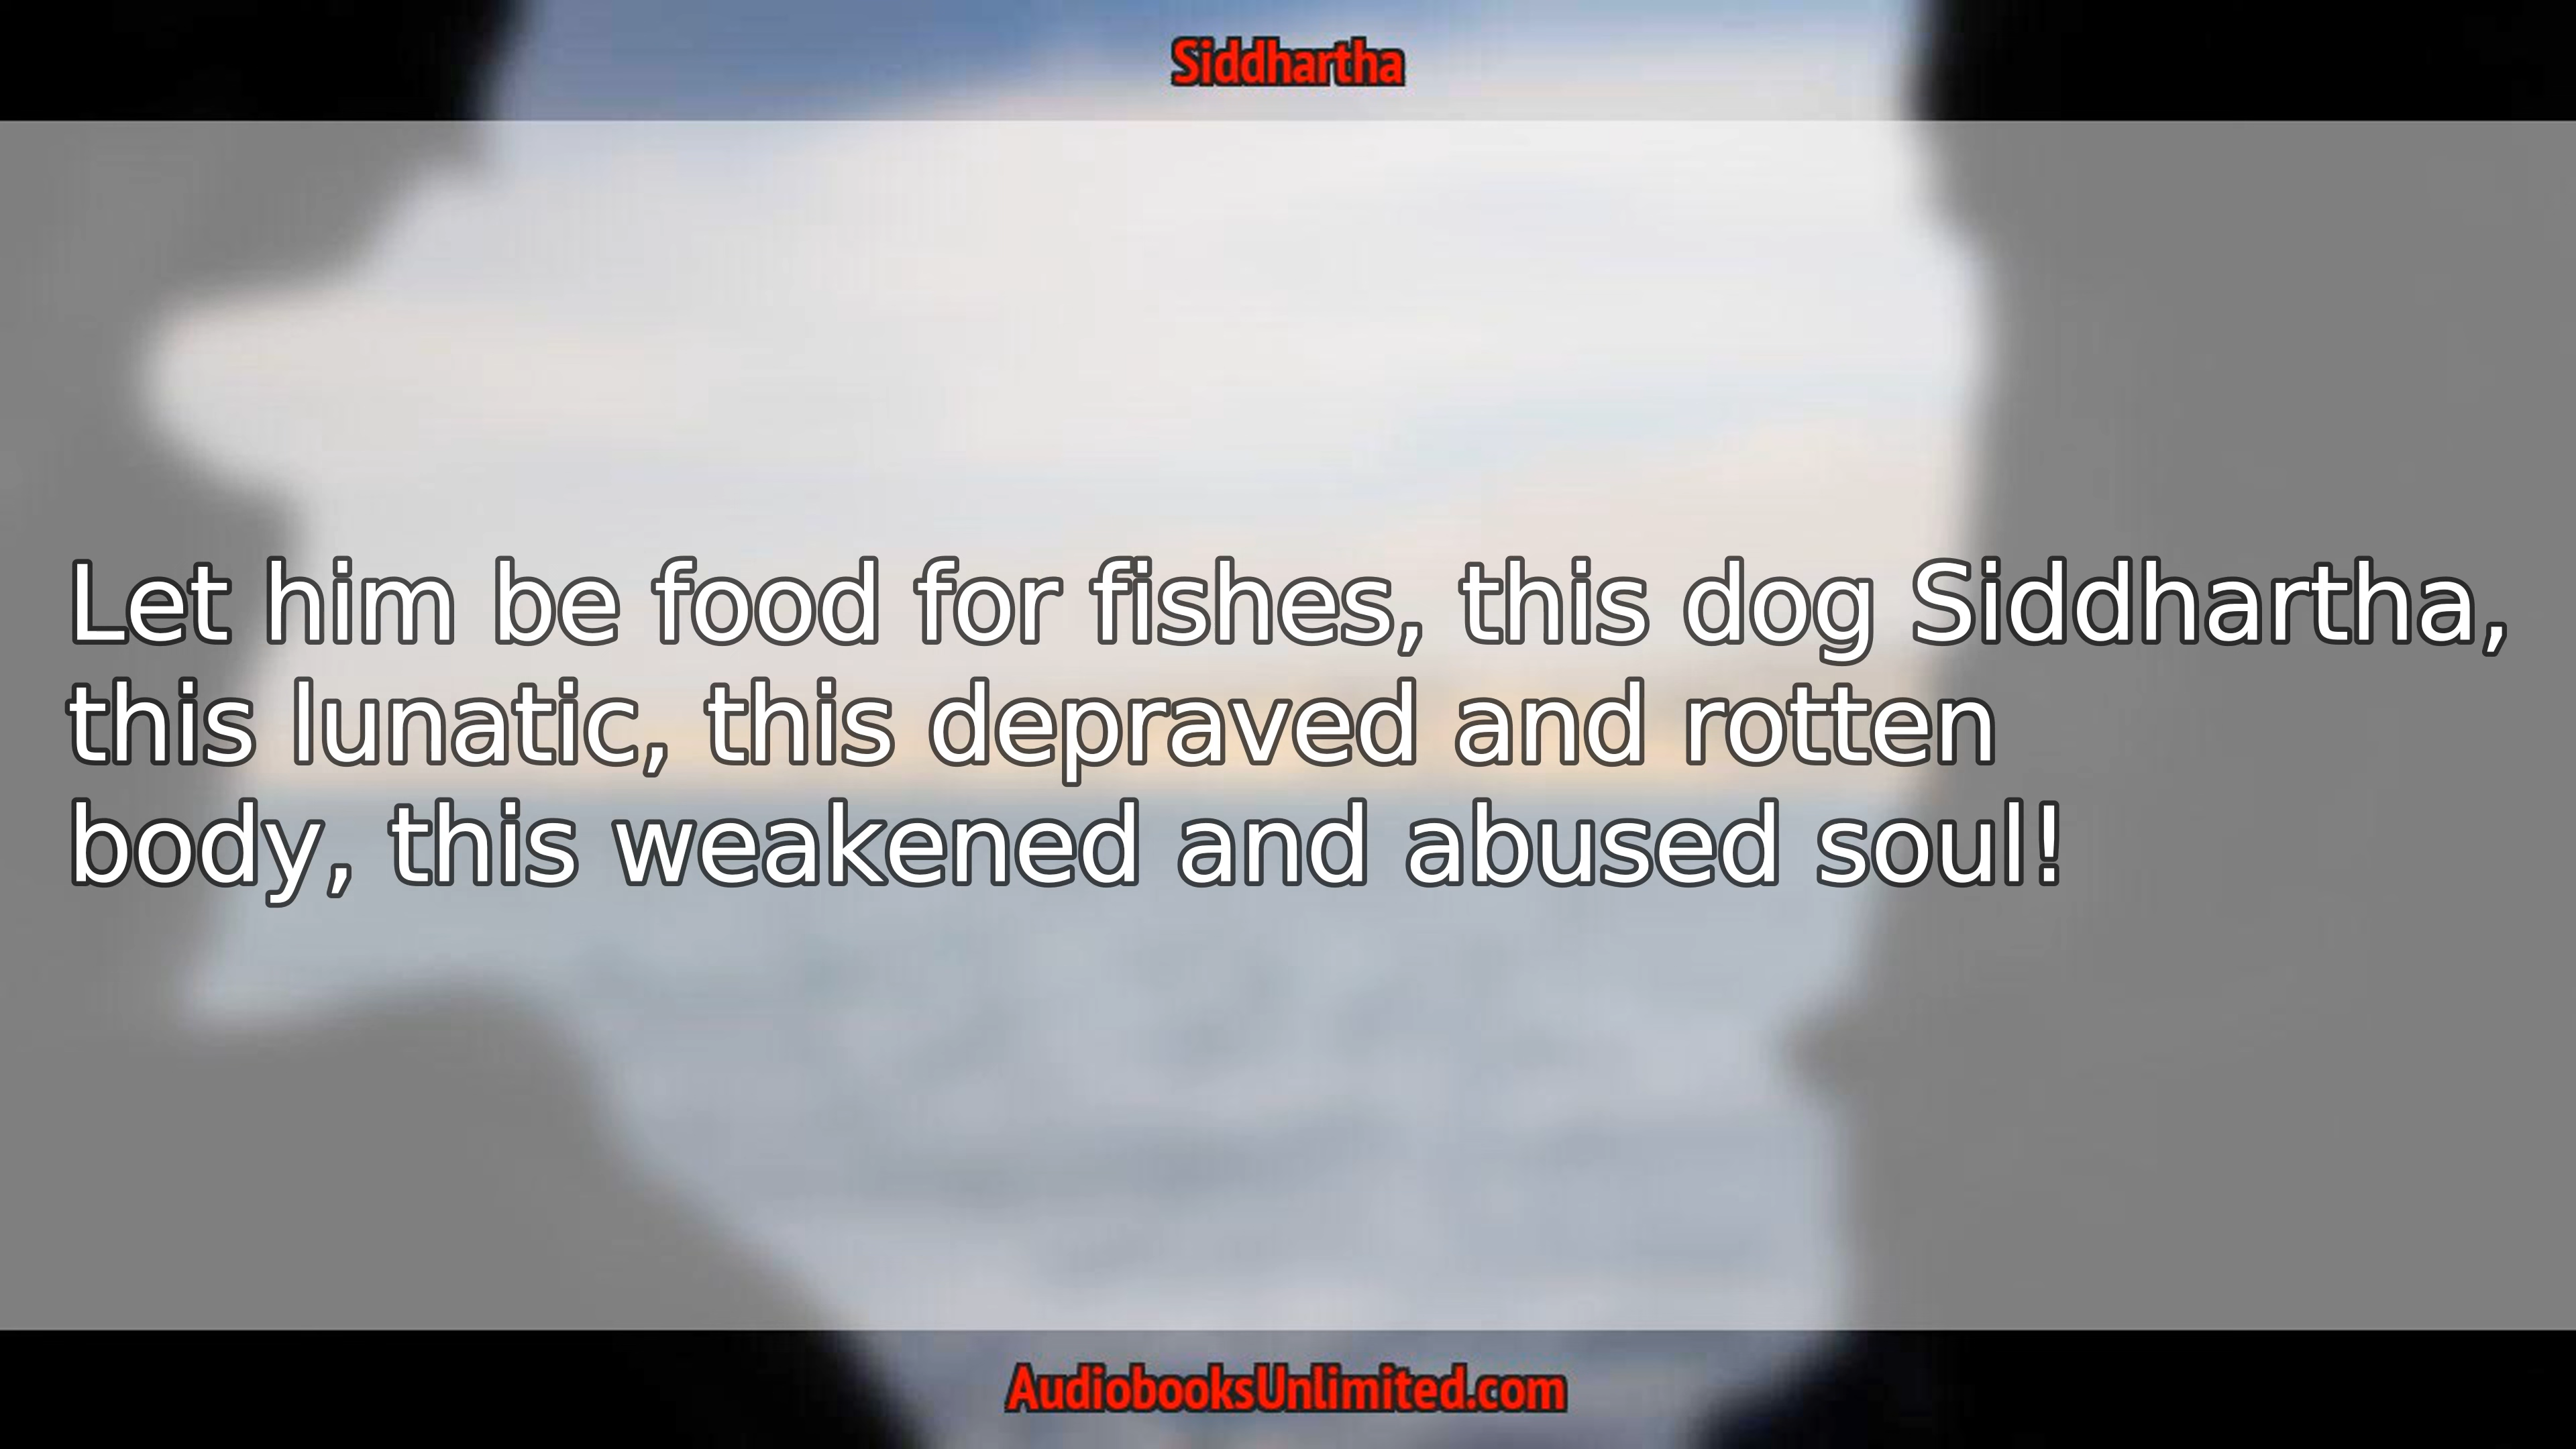 Siddhartha
Let him be food for fishes, this dog Siddhartha,
this lunatic, this depraved and rotten
body, this weakened and abused soul!
AudiobooksUnlimited.com